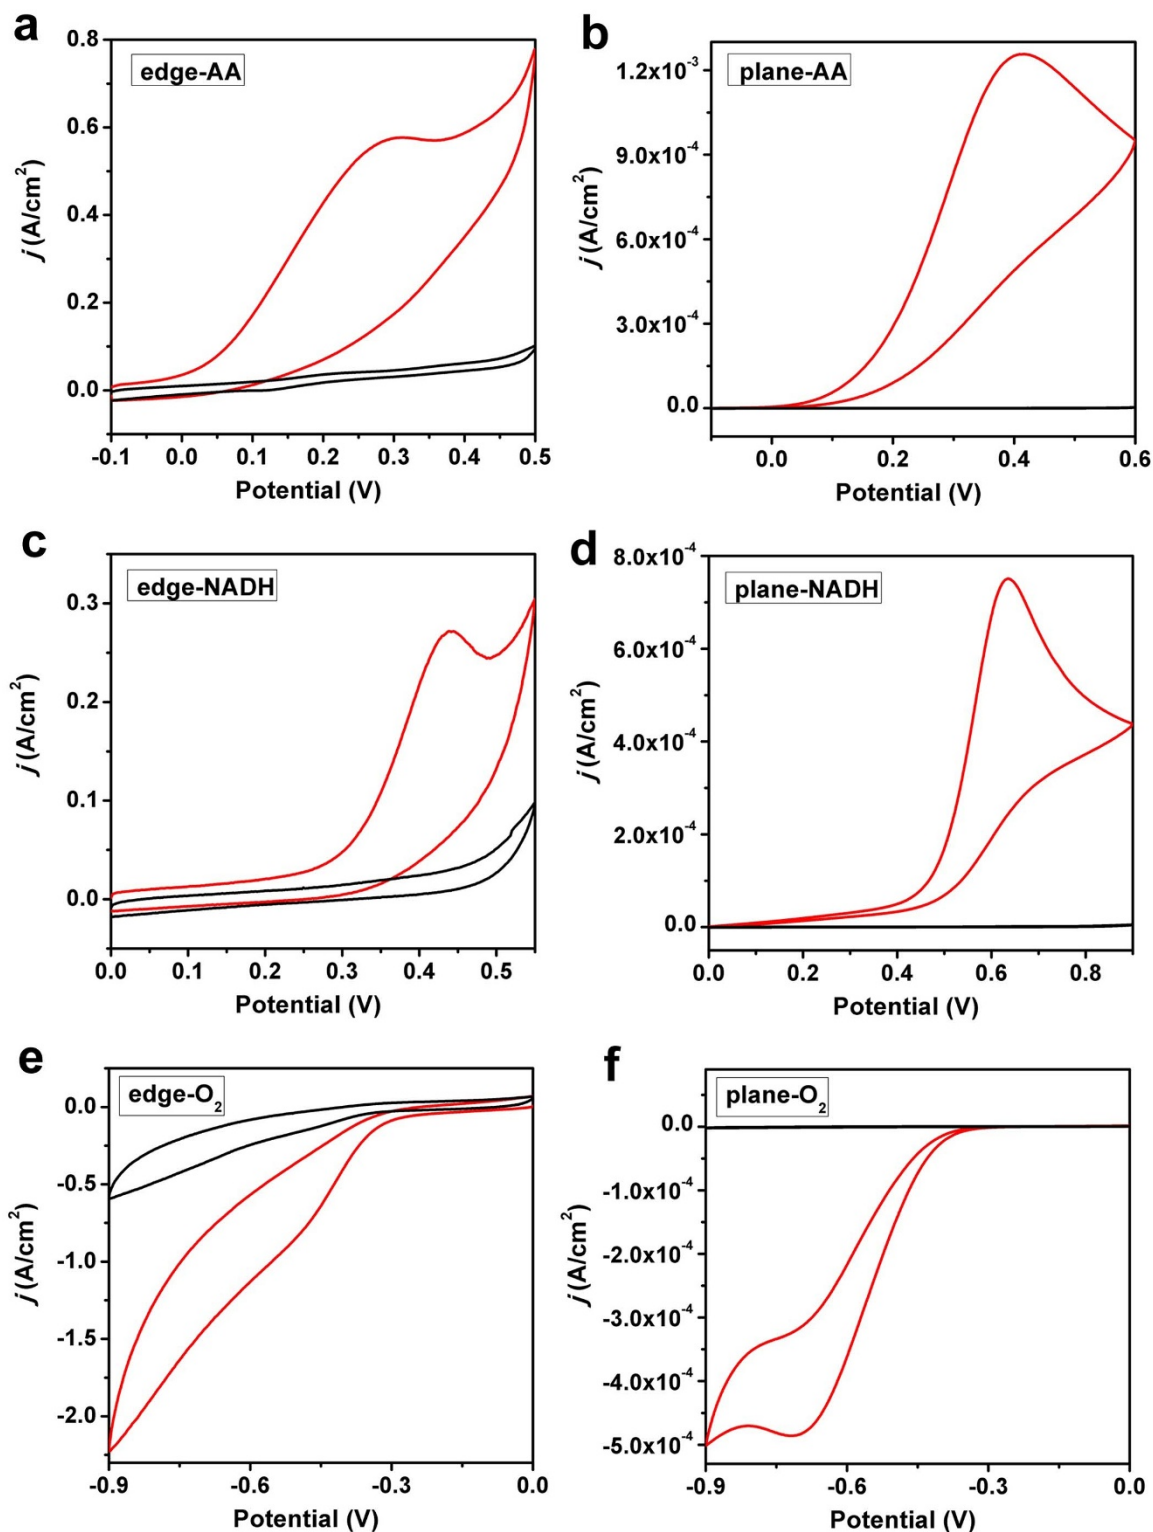 a
edge-AA
0.8
0.6
0.4
0.2
0.0
j (A/cm²)
-0.1 0.0 0.1 0.2 0.3 0.4 0.5
Potential (V)
b
plane-AA
1.2x10⁻³
9.0x10⁻⁴
6.0x10⁻⁴
3.0x10⁻⁴
0.0
j (A/cm²)
0.0 0.2 0.4 0.6
Potential (V)
c
edge-NADH
0.3
0.2
0.1
0.0
j (A/cm²)
0.0 0.1 0.2 0.3 0.4 0.5
Potential (V)
d
plane-NADH
8.0x10⁻⁴
6.0x10⁻⁴
4.0x10⁻⁴
2.0x10⁻⁴
0.0
j (A/cm²)
0.0 0.2 0.4 0.6 0.8
Potential (V)
e
edge-O₂
0.0
-0.5
-1.0
-1.5
-2.0
j (A/cm²)
-0.9 -0.6 -0.3 0.0
Potential (V)
f
plane-O₂
0.0
-1.0x10⁻⁴
-2.0x10⁻⁴
-3.0x10⁻⁴
-4.0x10⁻⁴
-5.0x10⁻⁴
j (A/cm²)
-0.9 -0.6 -0.3 0.0
Potential (V)